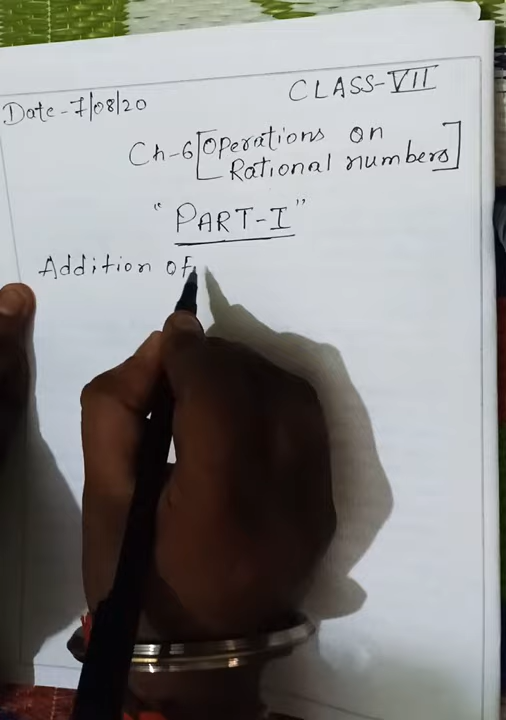 Date-7/08/20
CLASS-VII
Ch-6[Operations on
Rational numbers]
"PART-I"
Addition of